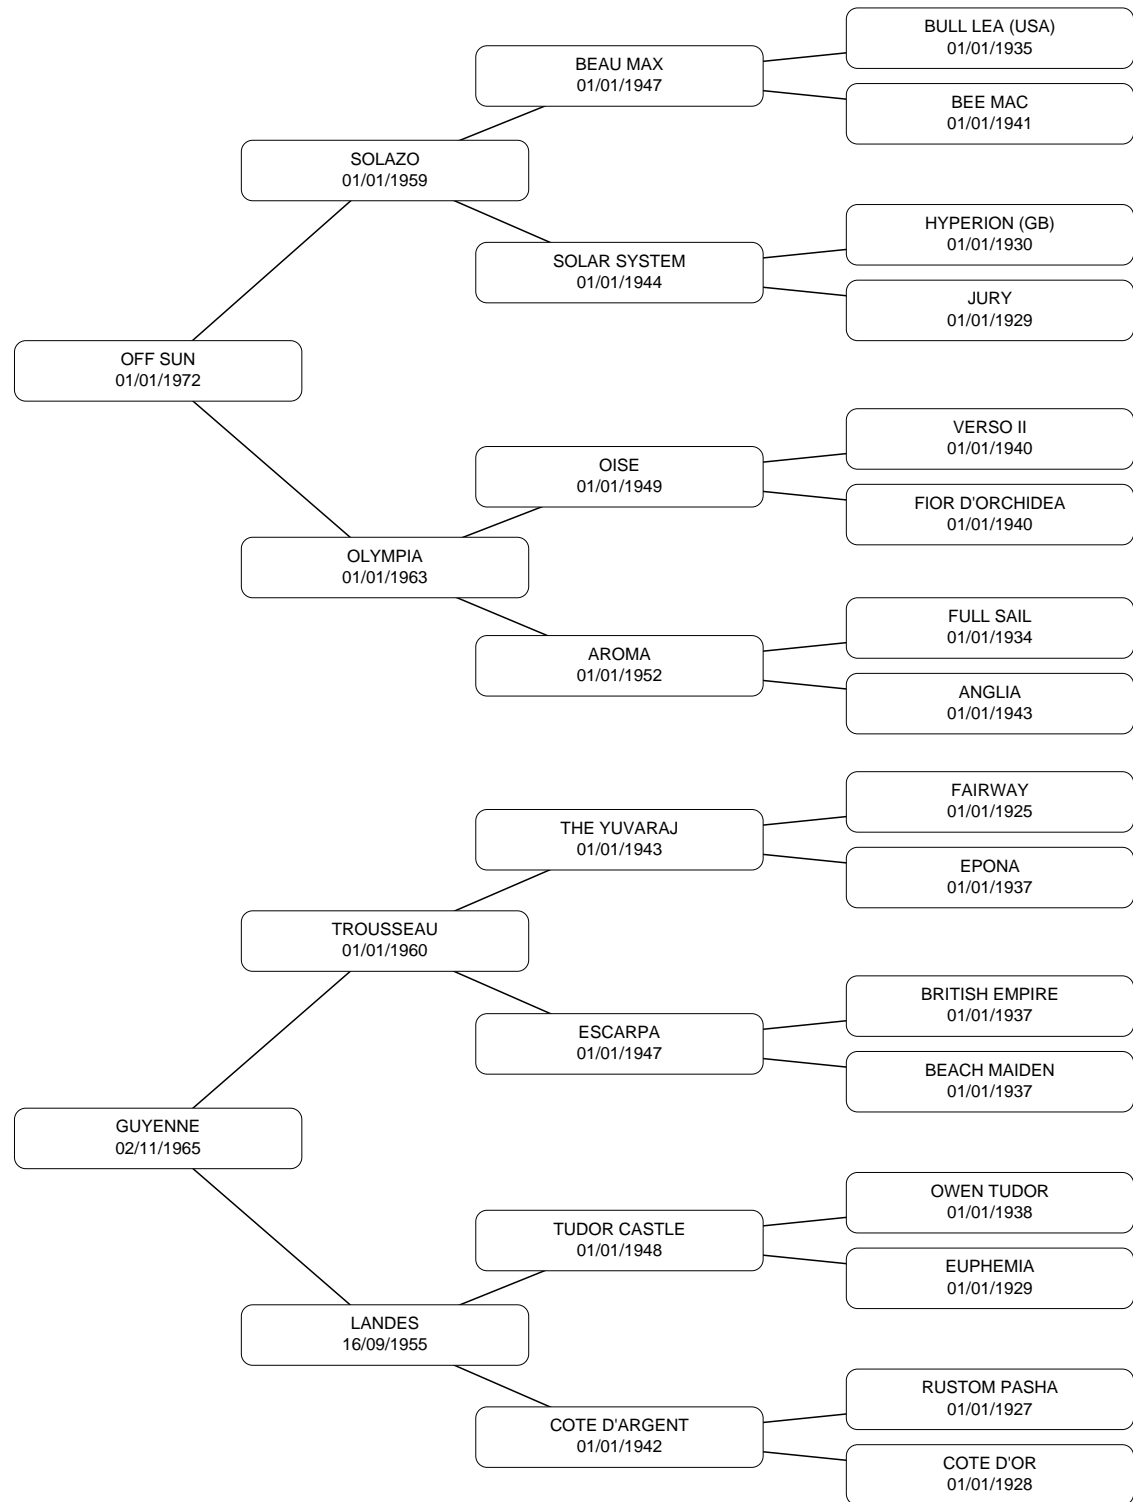 BULL LEA (USA)
01/01/1935
BEAU MAX
01/01/1947
BEE MAC
01/01/1941
SOLAZO
01/01/1959
HYPERION (GB)
01/01/1930
SOLAR SYSTEM
01/01/1944
JURY
01/01/1929
OFF SUN
01/01/1972
VERSO II
01/01/1940
OISE
01/01/1949
FIOR D'ORCHIDEA
01/01/1940
OLYMPIA
01/01/1963
FULL SAIL
01/01/1934
AROMA
01/01/1952
ANGLIA
01/01/1943
FAIRWAY
01/01/1925
THE YUVARAJ
01/01/1943
EPONA
01/01/1937
TROUSSEAU
01/01/1960
BRITISH EMPIRE
01/01/1937
ESCARPA
01/01/1947
BEACH MAIDEN
01/01/1937
GUYENNE
02/11/1965
OWEN TUDOR
01/01/1938
TUDOR CASTLE
01/01/1948
EUPHEMIA
01/01/1929
LANDES
16/09/1955
RUSTOM PASHA
01/01/1927
COTE D'ARGENT
01/01/1942
COTE D'OR
01/01/1928